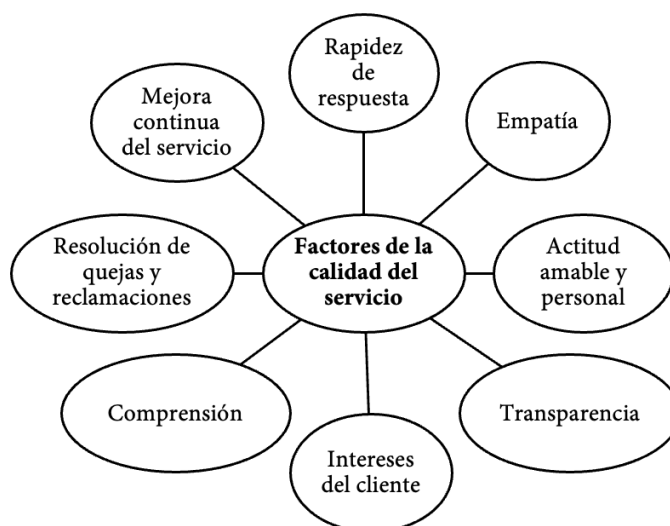 Rapidez
de
respuesta
Mejora
continua
del servicio
Empatía
Resolución de
quejas y
reclamaciones
Factores de la
calidad del
servicio
Actitud
amable y
personal
Comprensión
Transparencia
Intereses
del cliente